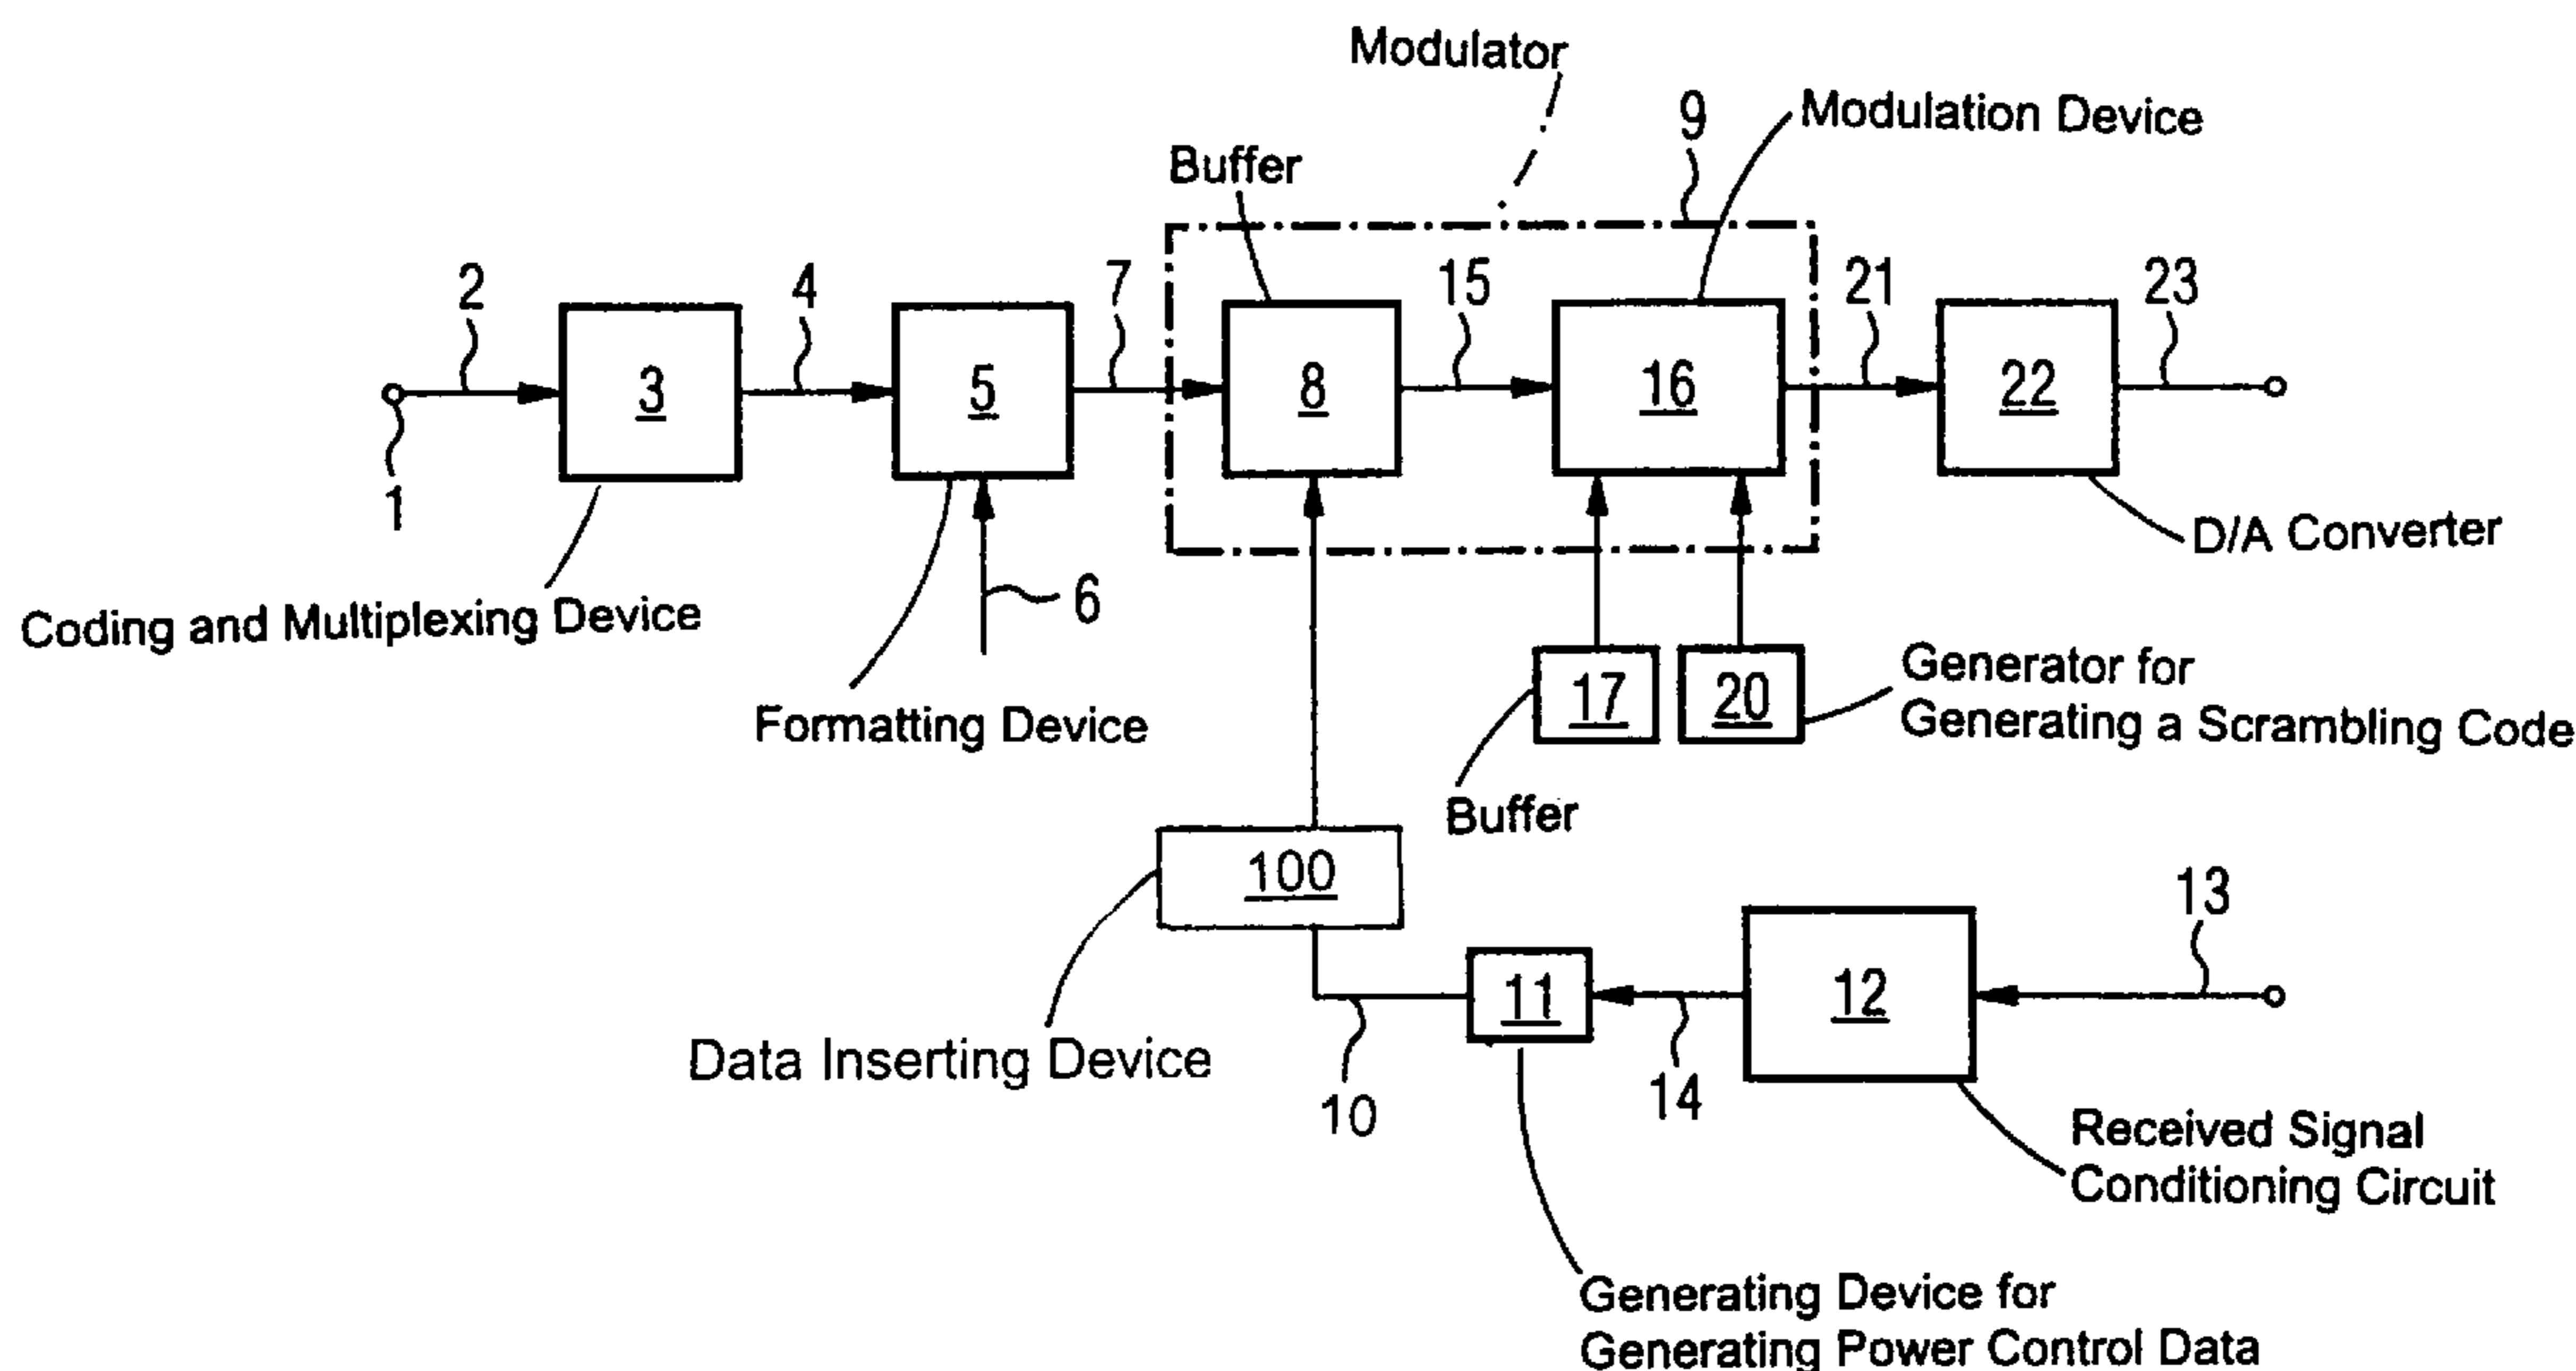 Modulator
9
Modulation Device
Buffer
2
4
7
15
21
23
3
5
8
16
22
1
D/A Converter
Coding and Multiplexing Device
6
Formatting Device
17
20
Generator for
Generating a Scrambling Code
Buffer
100
13
11
12
Data Inserting Device
10
14
Received Signal
Conditioning Circuit
Generating Device for
Generating Power Control Data